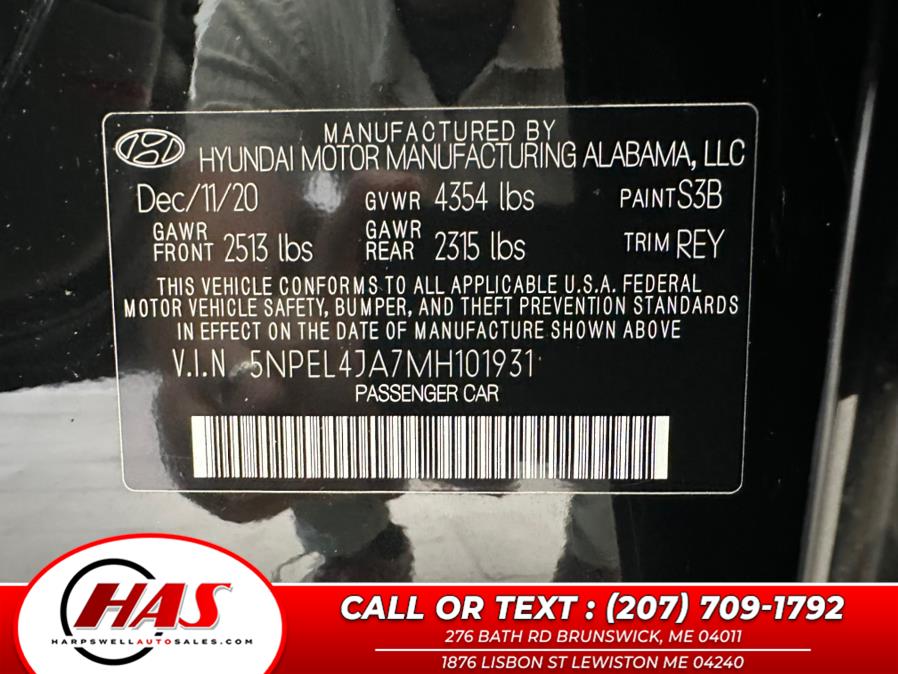 MANUFACTURED BY
HYUNDAI MOTOR MANUFACTURING ALABAMA, LLC
Dec/11/20 GVWR 4354 lbs PAINT S3B
GAWR FRONT 2513 lbs GAWR REAR 2315 lbs TRIM REY
THIS VEHICLE CONFORMS TO ALL APPLICABLE U.S.A. FEDERAL
MOTOR VEHICLE SAFETY, BUMPER, AND THEFT PREVENTION STANDARDS
IN EFFECT ON THE DATE OF MANUFACTURE SHOWN ABOVE
V.I.N 5NPEL4JA7MH101931
PASSENGER CAR
HAS
HARPSWELLAUTOSALES.COM
CALL OR TEXT : (207) 709-1792
276 BATH RD BRUNSWICK, ME 04011
1876 LISBON ST LEWISTON ME 04240